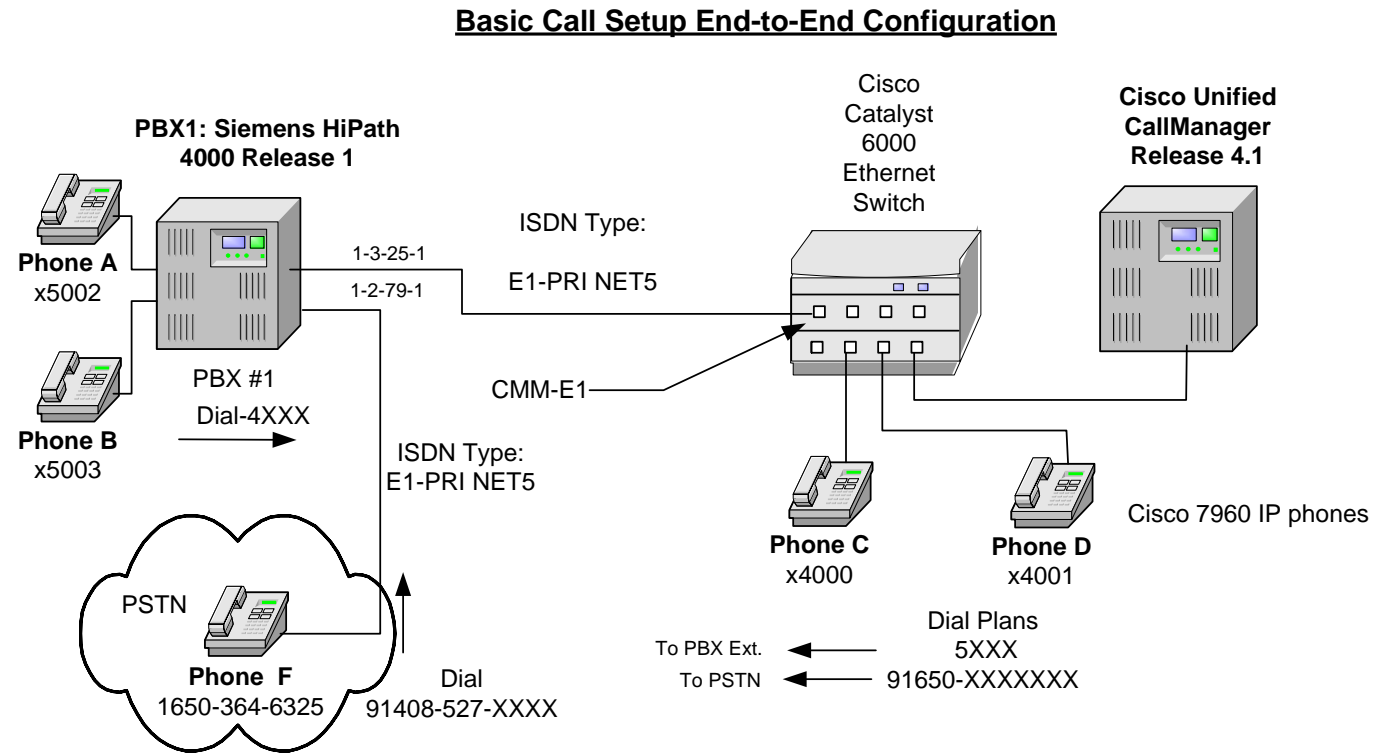 Basic Call Setup End-to-End Configuration
Cisco
Catalyst
6000
Ethernet
Switch
Cisco Unified
CallManager
Release 4.1
PBX1: Siemens HiPath
4000 Release 1
Phone A
x5002
1-3-25-1
1-2-79-1
ISDN Type:
E1-PRI NET5
PBX #1
Dial-4XXX
CMM-E1
Phone B
x5003
ISDN Type:
E1-PRI NET5
Phone C
x4000
Phone D
x4001
Cisco 7960 IP phones
PSTN
Phone F
1650-364-6325
Dial
91408-527-XXXX
Dial Plans
To PBX Ext.
5XXX
To PSTN
91650-XXXXXXX